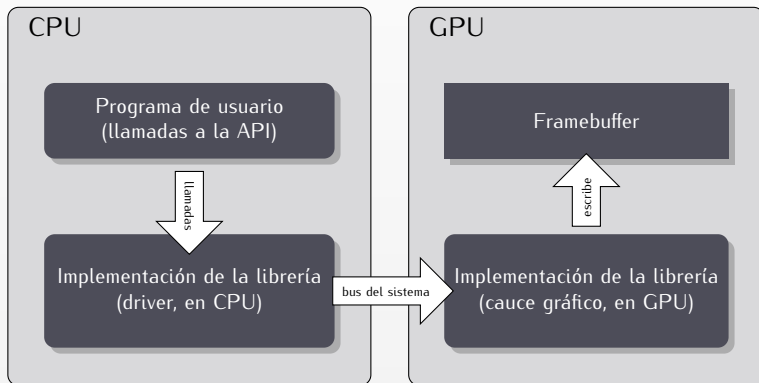 CPU
Programa de usuario
(llamadas a la API)
llamadas
Implementación de la librería
(driver, en CPU)
bus del sistema
GPU
Framebuffer
escribe
Implementación de la librería
(cauce gráfico, en GPU)